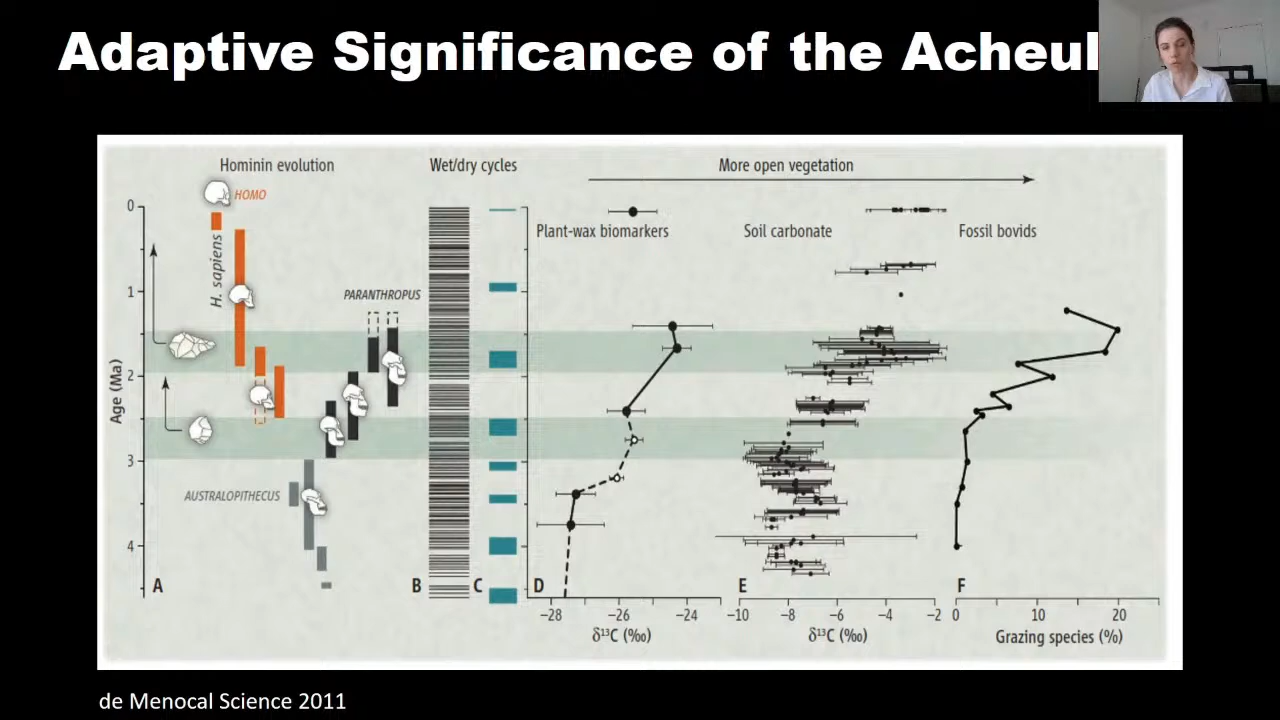 Adaptive Significance of the Acheul
Hominin evolution
Wet/dry cycles
More open vegetation
HOMO
H. sapiens
PARANTHROPUS
AUSTRALOPITHECUS
Age (Ma)
0
1
2
3
4
A
B
C
Plant-wax biomarkers
D
−28 −26 −24
δ¹³C (‰)
Soil carbonate
E
−10 −8 −6 −4 −2
δ¹³C (‰)
Fossil bovids
F
0 10 20
Grazing species (%)
de Menocal Science 2011